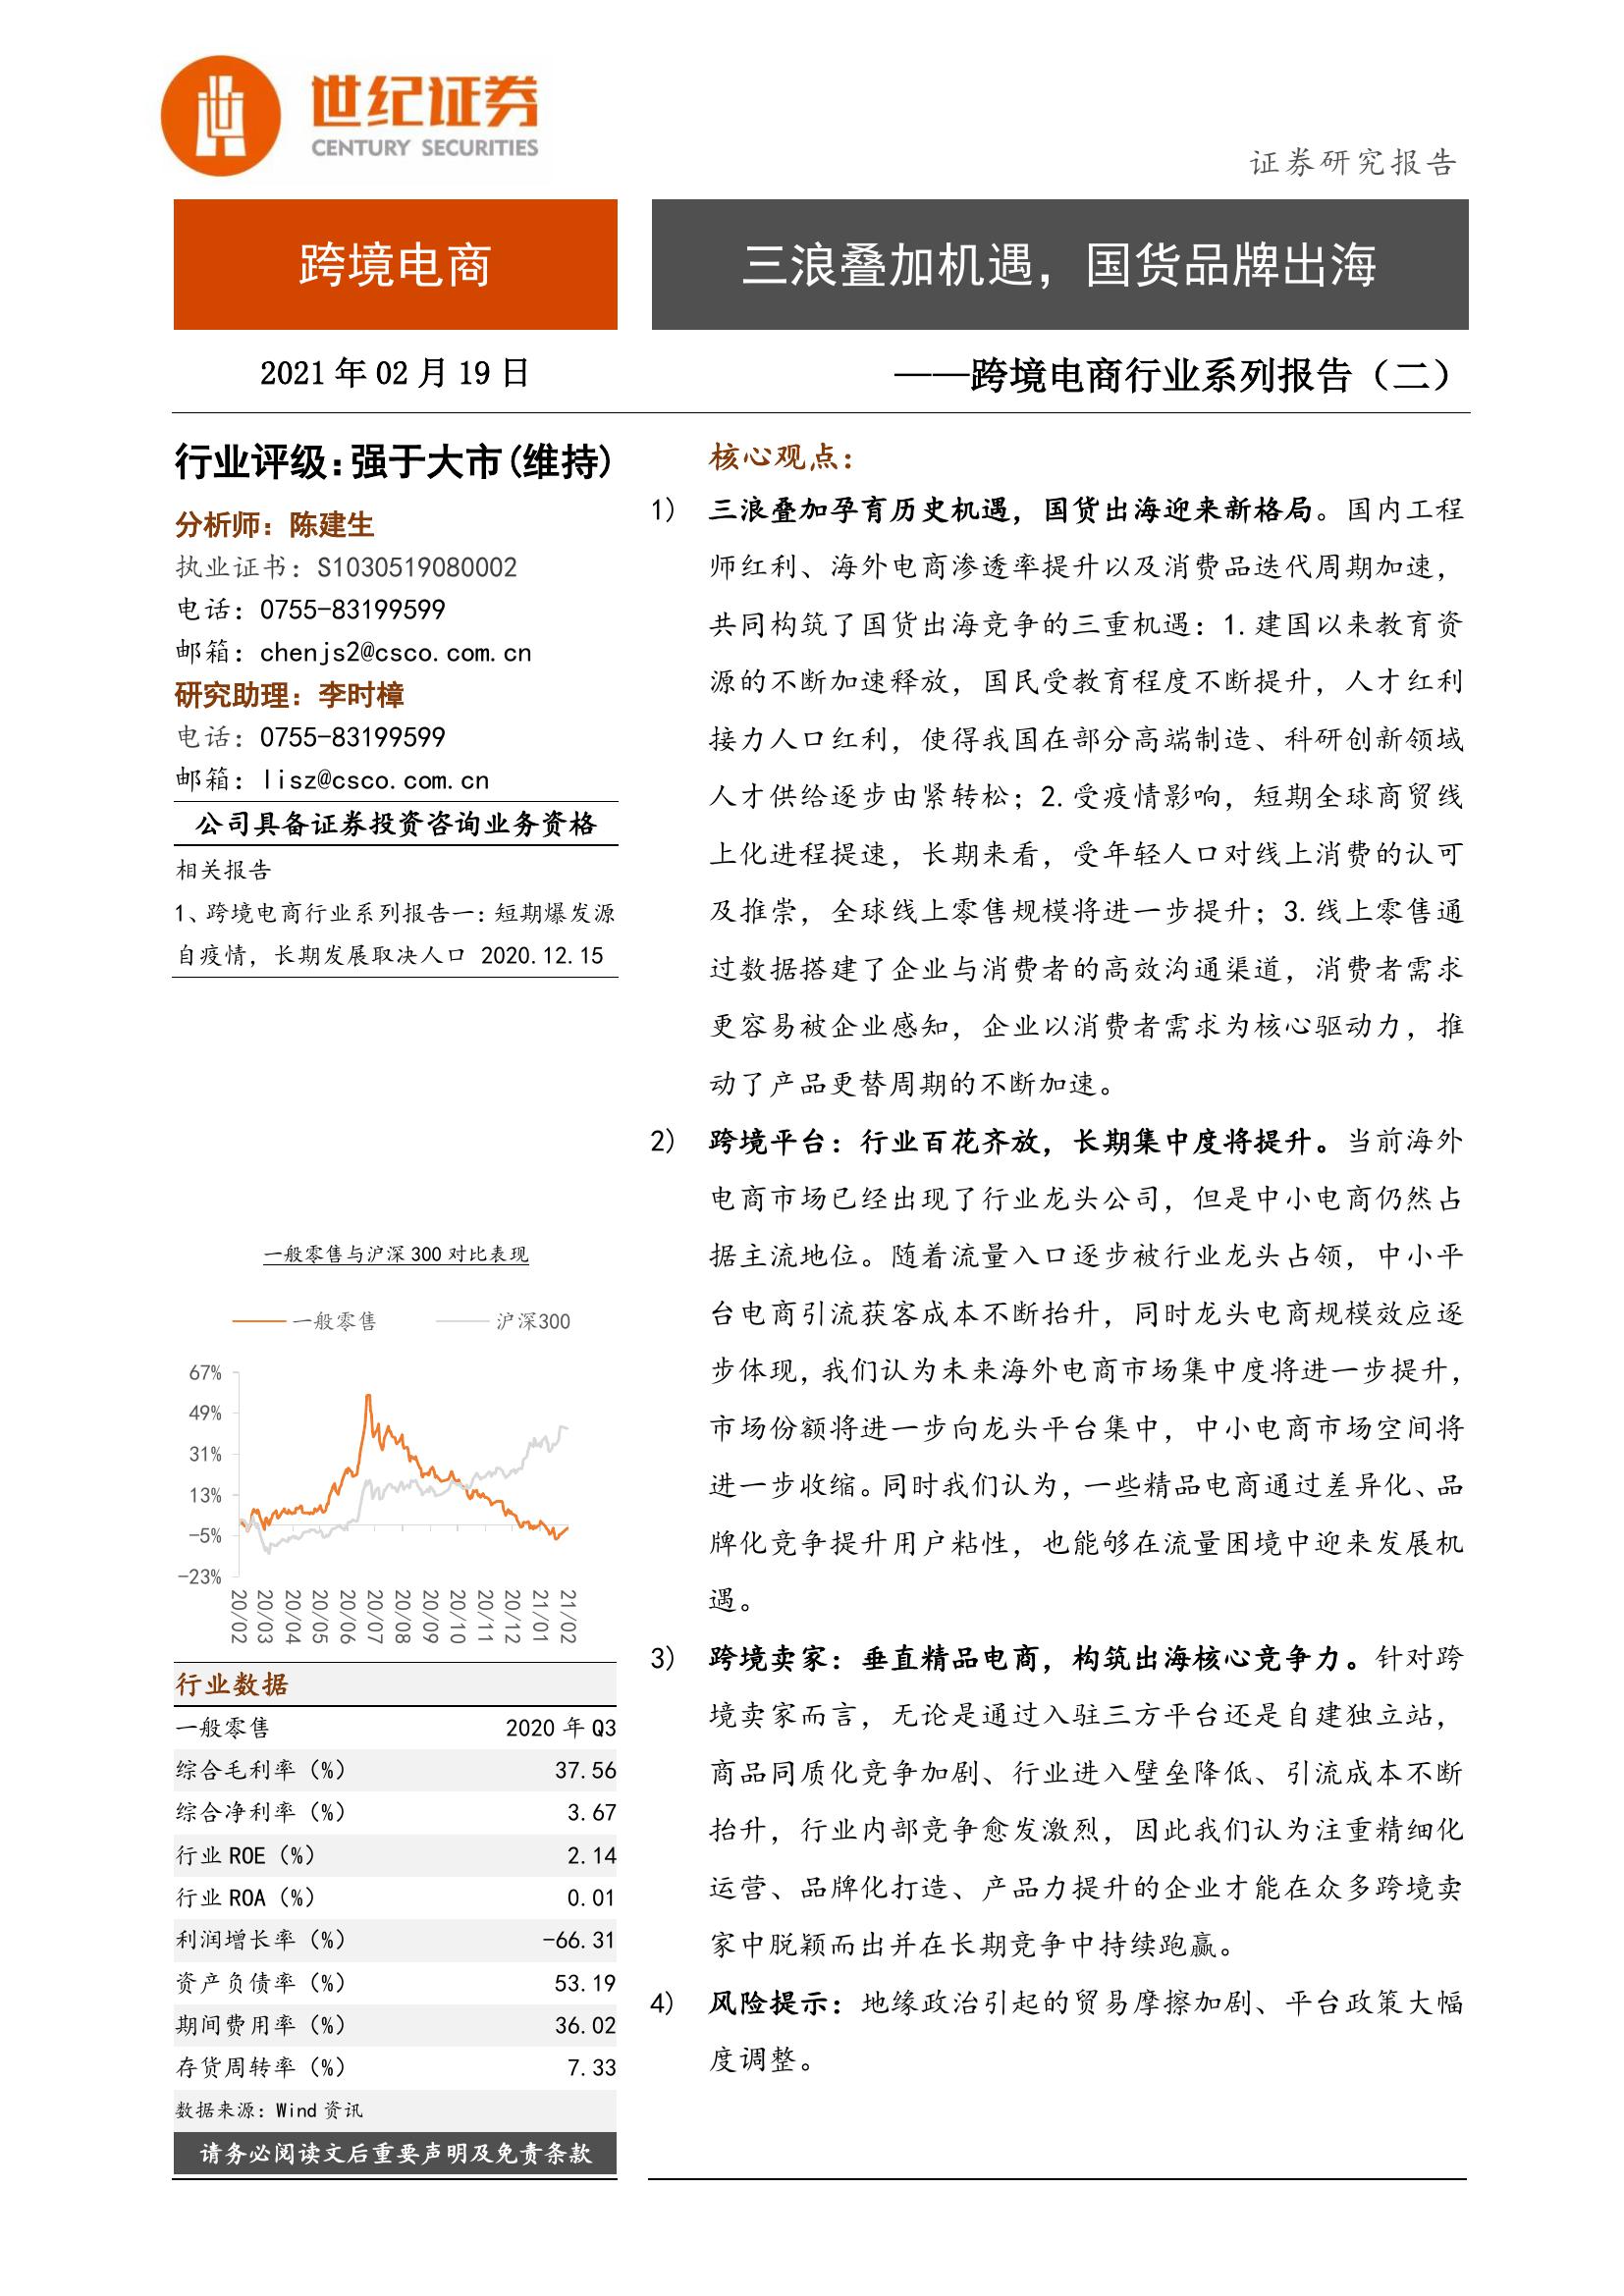 世纪证券
CENTURY SECURITIES
证券研究报告
跨境电商
三浪叠加机遇，国货品牌出海
2021 年 02 月 19 日
——跨境电商行业系列报告（二）
行业评级：强于大市(维持)
分析师：陈建生
执业证书：S1030519080002
电话：0755-83199599
邮箱：chenjs2@csco.com.cn
研究助理：李时樟
电话：0755-83199599
邮箱：lisz@csco.com.cn
公司具备证券投资咨询业务资格
相关报告
1、跨境电商行业系列报告一：短期爆发源
自疫情，长期发展取决人口 2020.12.15
一般零售与沪深 300 对比表现
一般零售 沪深300
67%
49%
31%
13%
-5%
-23%
20/02 20/03 20/04 20/05 20/06 20/07 20/08 20/09 20/10 20/11 20/12 21/01 21/02
行业数据
一般零售 2020 年 Q3
综合毛利率（%） 37.56
综合净利率（%） 3.67
行业 ROE（%） 2.14
行业 ROA（%） 0.01
利润增长率（%） -66.31
资产负债率（%） 53.19
期间费用率（%） 36.02
存货周转率（%） 7.33
数据来源：Wind 资讯
请务必阅读文后重要声明及免责条款
核心观点：
1） 三浪叠加孕育历史机遇，国货出海迎来新格局。国内工程
师红利、海外电商渗透率提升以及消费品迭代周期加速，
共同构筑了国货出海竞争的三重机遇：1.建国以来教育资
源的不断加速释放，国民受教育程度不断提升，人才红利
接力人口红利，使得我国在部分高端制造、科研创新领域
人才供给逐步由紧转松；2.受疫情影响，短期全球商贸线
上化进程提速，长期来看，受年轻人口对线上消费的认可
及推崇，全球线上零售规模将进一步提升；3.线上零售通
过数据搭建了企业与消费者的高效沟通渠道，消费者需求
更容易被企业感知，企业以消费者需求为核心驱动力，推
动了产品更替周期的不断加速。
2） 跨境平台：行业百花齐放，长期集中度将提升。当前海外
电商市场已经出现了行业龙头公司，但是中小电商仍然占
据主流地位。随着流量入口逐步被行业龙头占领，中小平
台电商引流获客成本不断抬升，同时龙头电商规模效应逐
步体现，我们认为未来海外电商市场集中度将进一步提升，
市场份额将进一步向龙头平台集中，中小电商市场空间将
进一步收缩。同时我们认为，一些精品电商通过差异化、品
牌化竞争提升用户粘性，也能够在流量困境中迎来发展机
遇。
3） 跨境卖家：垂直精品电商，构筑出海核心竞争力。针对跨
境卖家而言，无论是通过入驻三方平台还是自建独立站，
商品同质化竞争加剧、行业进入壁垒降低、引流成本不断
抬升，行业内部竞争愈发激烈，因此我们认为注重精细化
运营、品牌化打造、产品力提升的企业才能在众多跨境卖
家中脱颖而出并在长期竞争中持续跑赢。
4） 风险提示：地缘政治引起的贸易摩擦加剧、平台政策大幅
度调整。